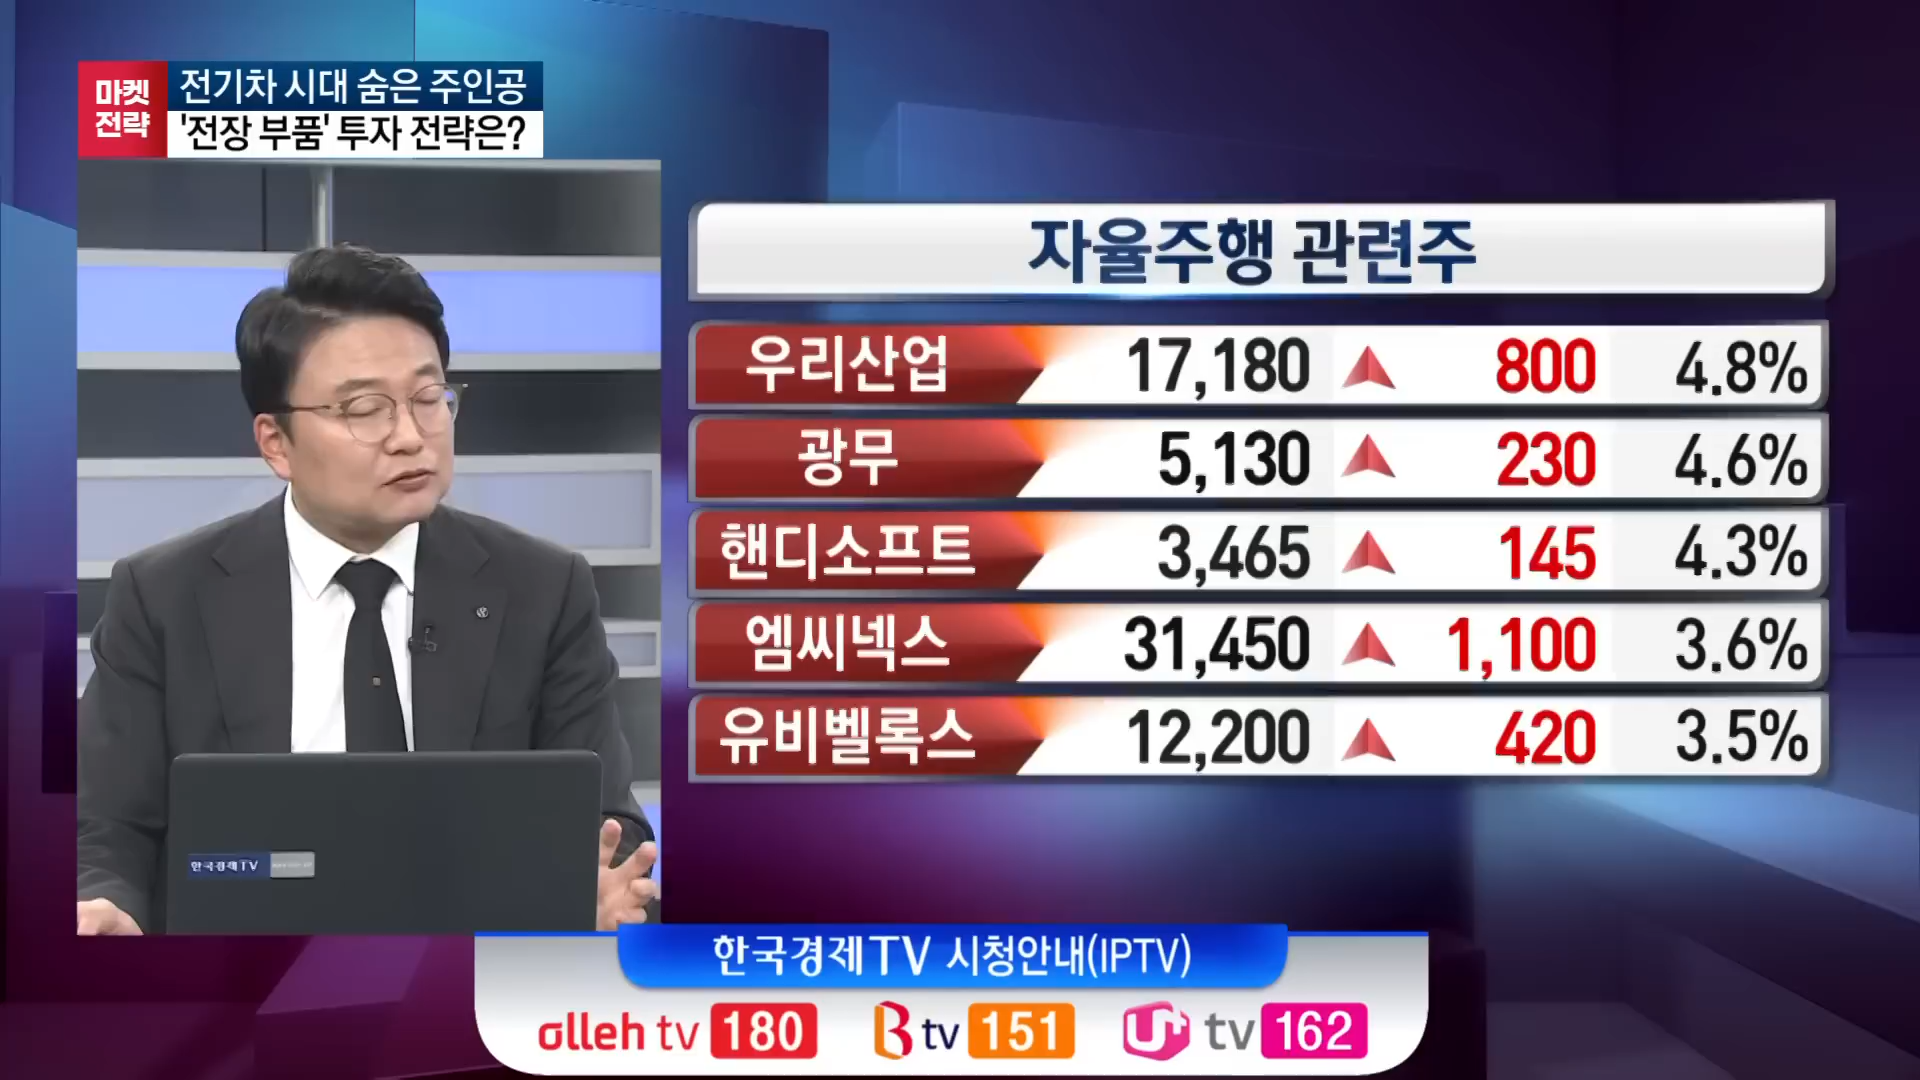 마켓
전략
전기차 시대 숨은 주인공
'전장 부품' 투자 전략은?
자율주행 관련주
우리산업 17,180 ▲ 800 4.8%
광무 5,130 ▲ 230 4.6%
핸디소프트 3,465 ▲ 145 4.3%
엠씨넥스 31,450 ▲ 1,100 3.6%
유비벨록스 12,200 ▲ 420 3.5%
한국경제TV
한국경제TV 시청안내(IPTV)
olleh tv 180 B tv 151 U+ tv 162